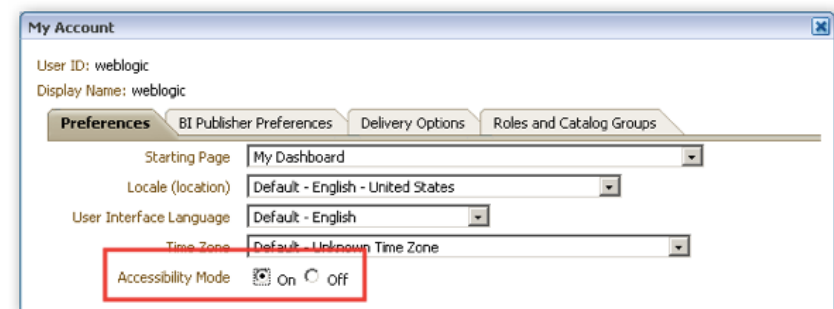 My Account
User ID: weblogic
Display Name: weblogic
Preferences BI Publisher Preferences Delivery Options Roles and Catalog Groups
Starting Page My Dashboard
Locale (location) Default - English - United States
User Interface Language Default - English
Time Zone Default - Unknown Time Zone
Accessibility Mode On Off